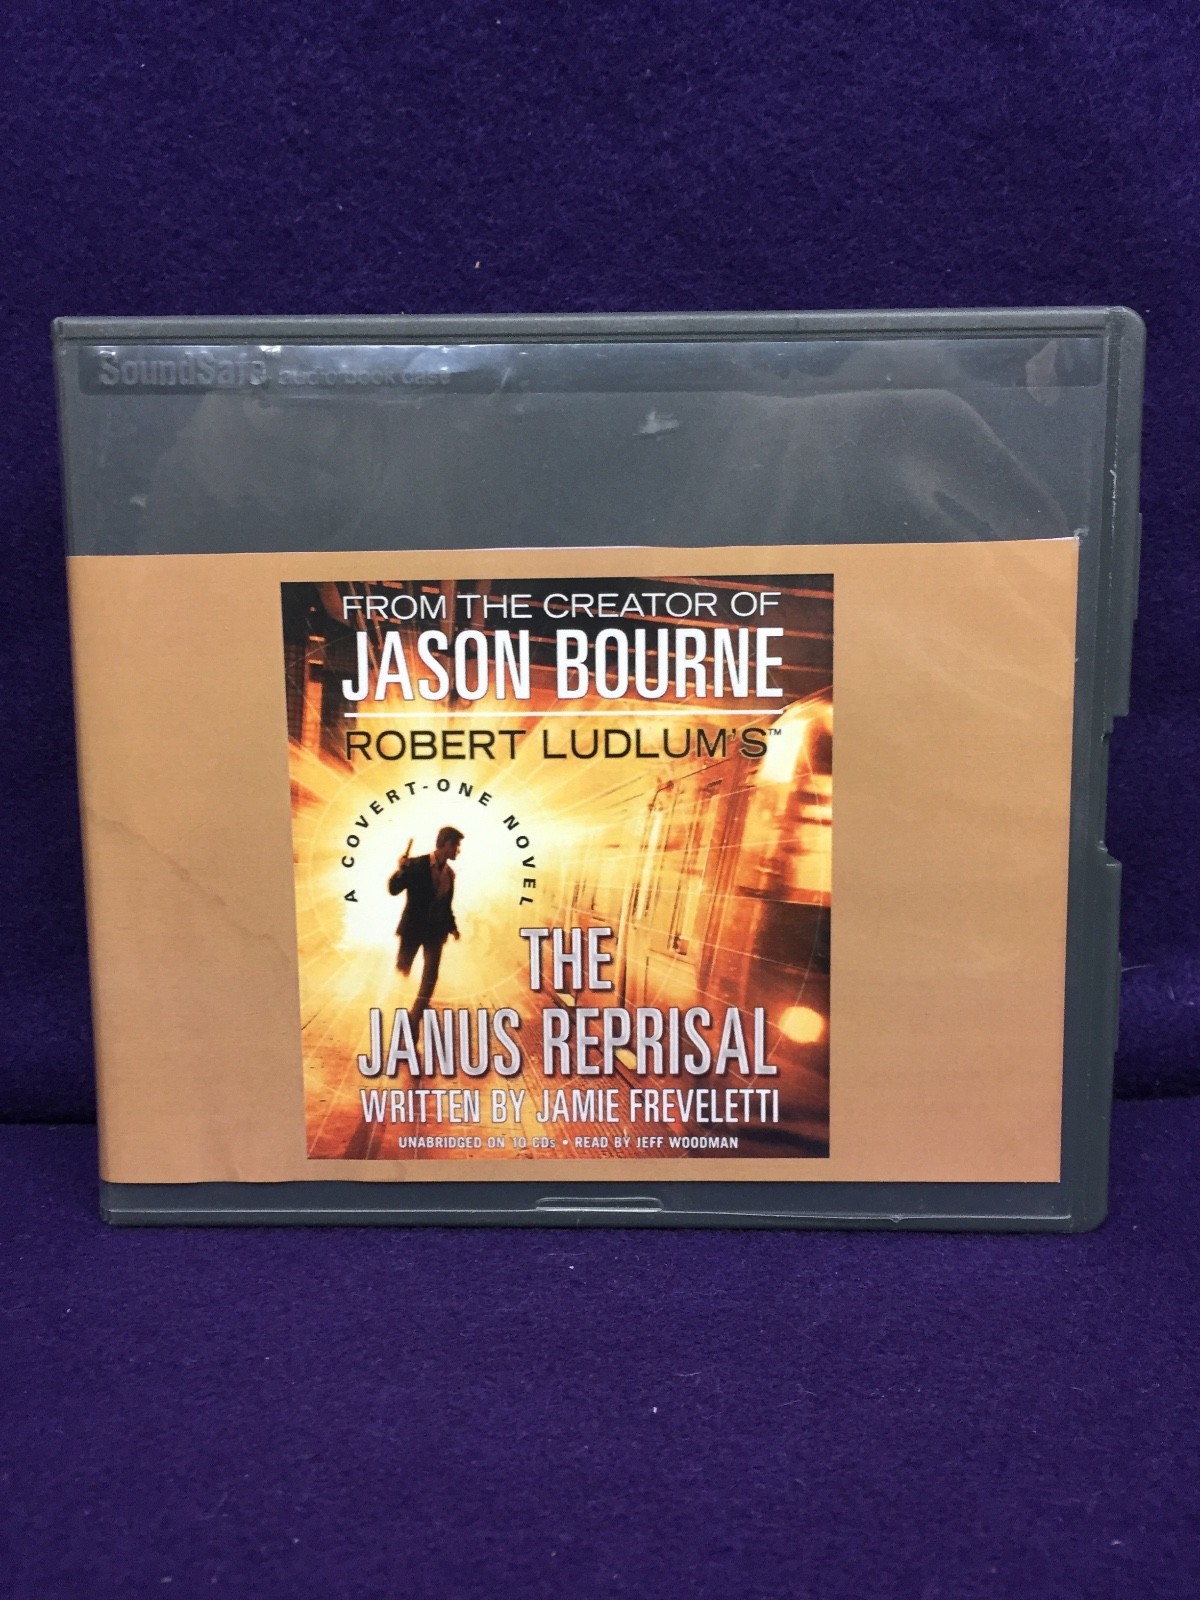 SoundSafe audio book case
FROM THE CREATOR OF
JASON BOURNE
ROBERT LUDLUM'S™
A COVERT-ONE NOVEL
THE
JANUS REPRISAL
WRITTEN BY JAMIE FREVELETTI
UNABRIDGED ON 10 CDs • READ BY JEFF WOODMAN